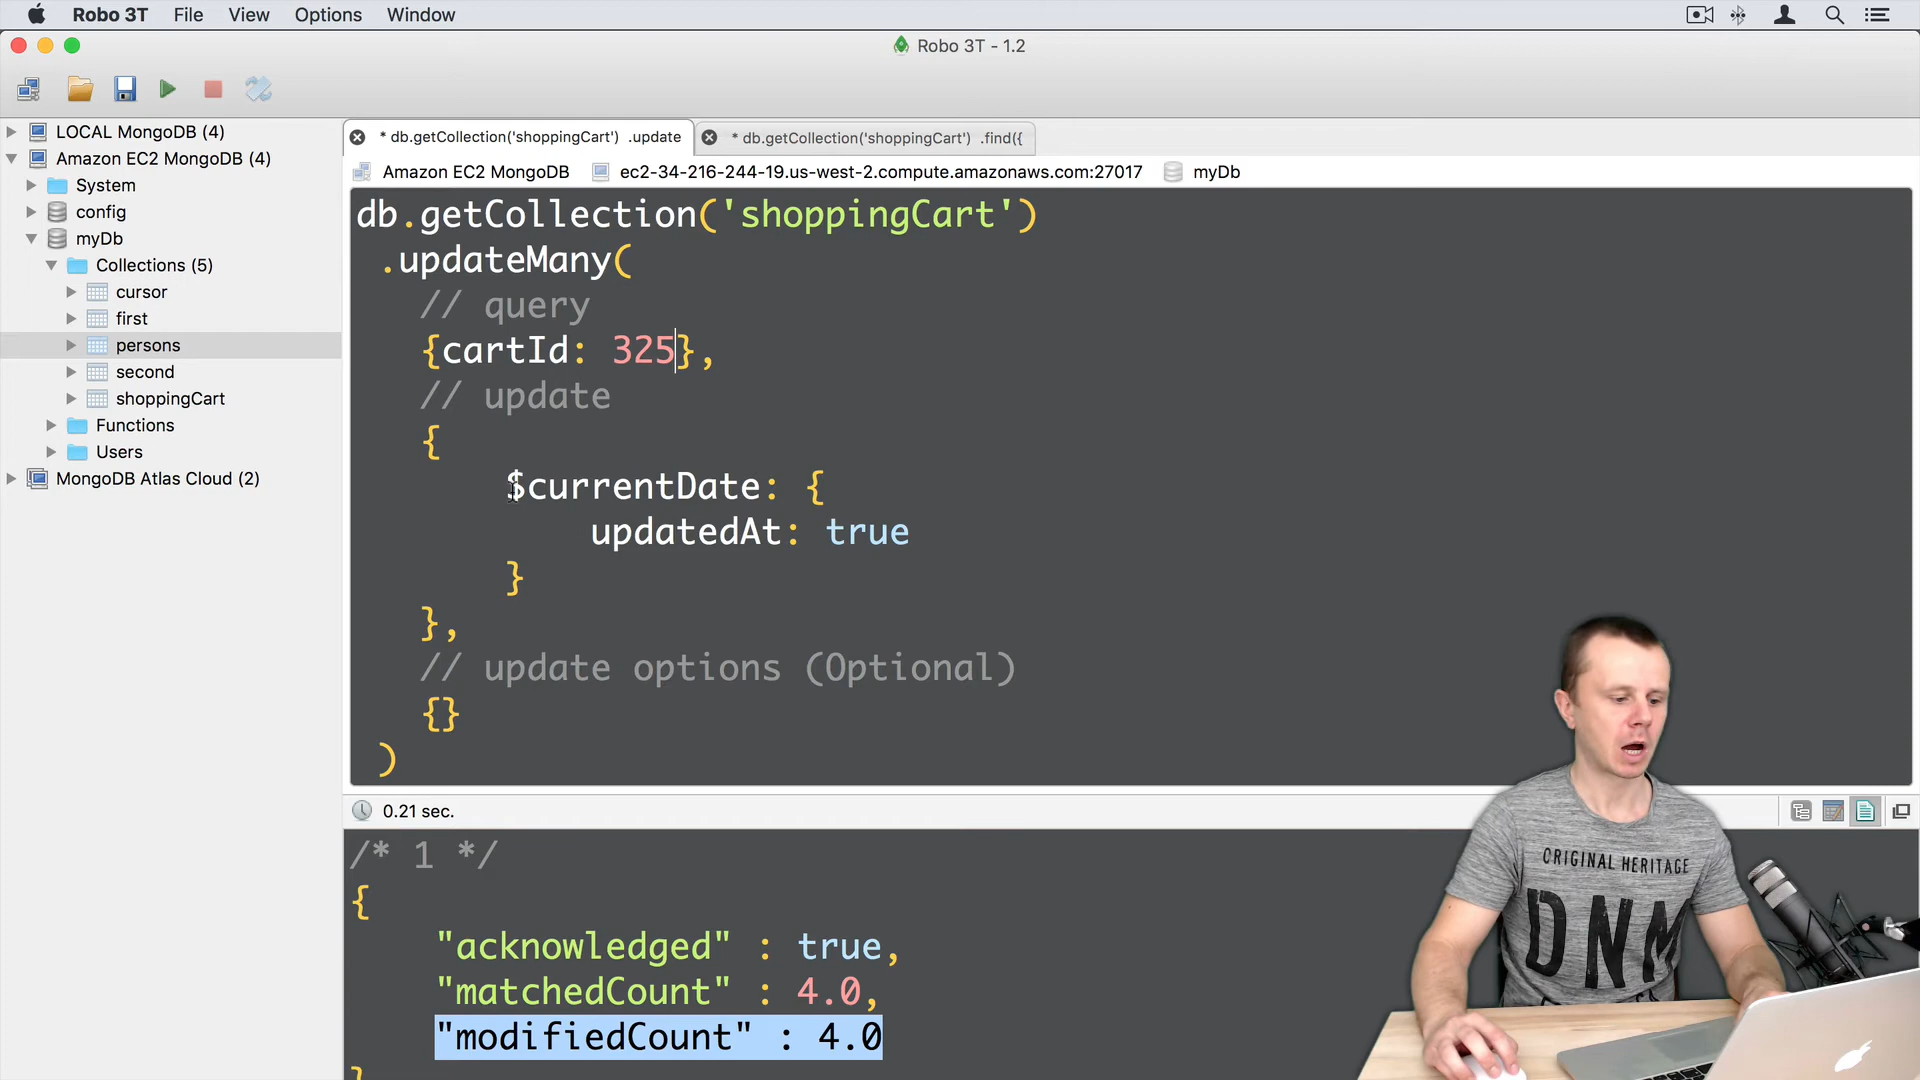 Robo 3T File View Options Window
Robo 3T - 1.2
LOCAL MongoDB (4)
Amazon EC2 MongoDB (4)
System
config
myDb
Collections (5)
cursor
first
persons
second
shoppingCart
Functions
Users
MongoDB Atlas Cloud (2)
* db.getCollection('shoppingCart') .update
* db.getCollection('shoppingCart') .find({
Amazon EC2 MongoDB ec2-34-216-244-19.us-west-2.compute.amazonaws.com:27017 myDb
db.getCollection('shoppingCart')
.updateMany(
// query
{cartId: 325},
// update
{
$currentDate: {
updatedAt: true
}
},
// update options (Optional)
{}
)
0.21 sec.
/* 1 */
{
"acknowledged" : true,
"matchedCount" : 4.0,
"modifiedCount" : 4.0
}
ORIGINAL HERITAGE
DNM